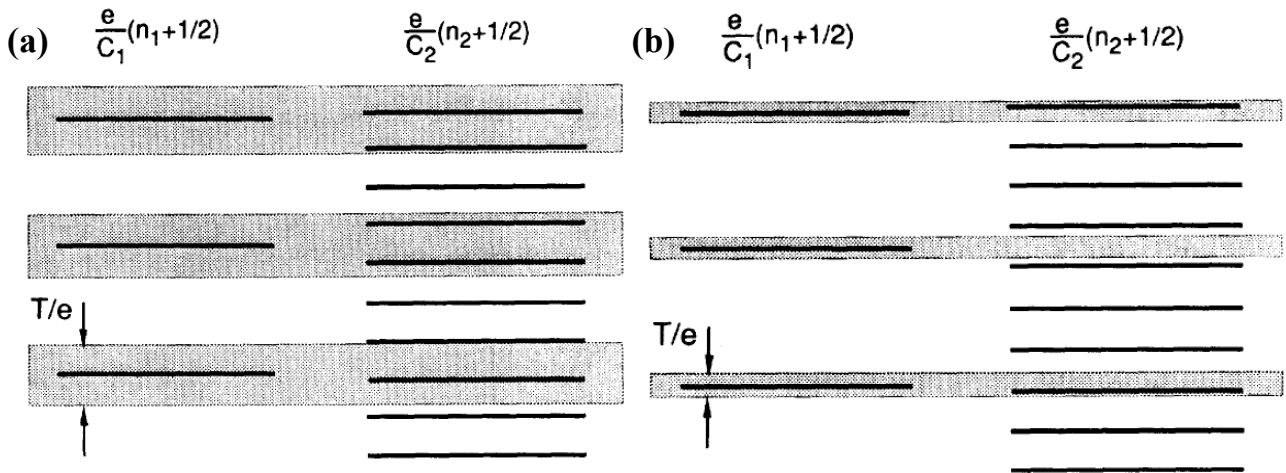 (a) e/C₁(n₁+1/2) e/C₂(n₂+1/2) (b) e/C₁(n₁+1/2) e/C₂(n₂+1/2)
T/e T/e